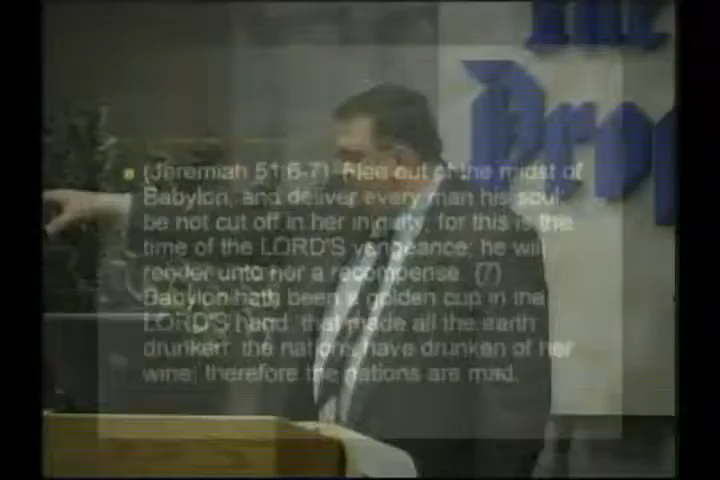 The
Prop
(Jeremiah 51:6-7) Flee out of the midst of
Babylon, and deliver every man his soul:
be not cut off in her iniquity; for this is the
time of the LORD'S vengeance; he will
render unto her a recompense. (7)
Babylon hath been a golden cup in the
LORD'S hand, that made all the earth
drunken: the nations have drunken of her
wine; therefore the nations are mad.